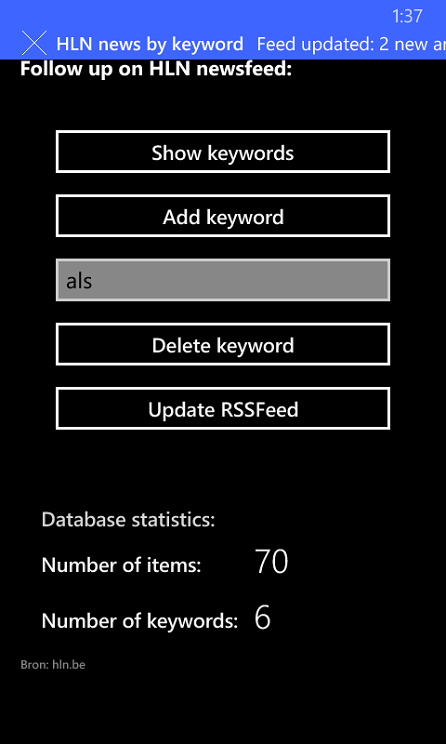 1:37
HLN news by keyword Feed updated: 2 new
Follow up on HLN newsfeed:
Show keywords
Add keyword
als
Delete keyword
Update RSSFeed
Database statistics:
Number of items: 70
Number of keywords: 6
Bron: hln.be